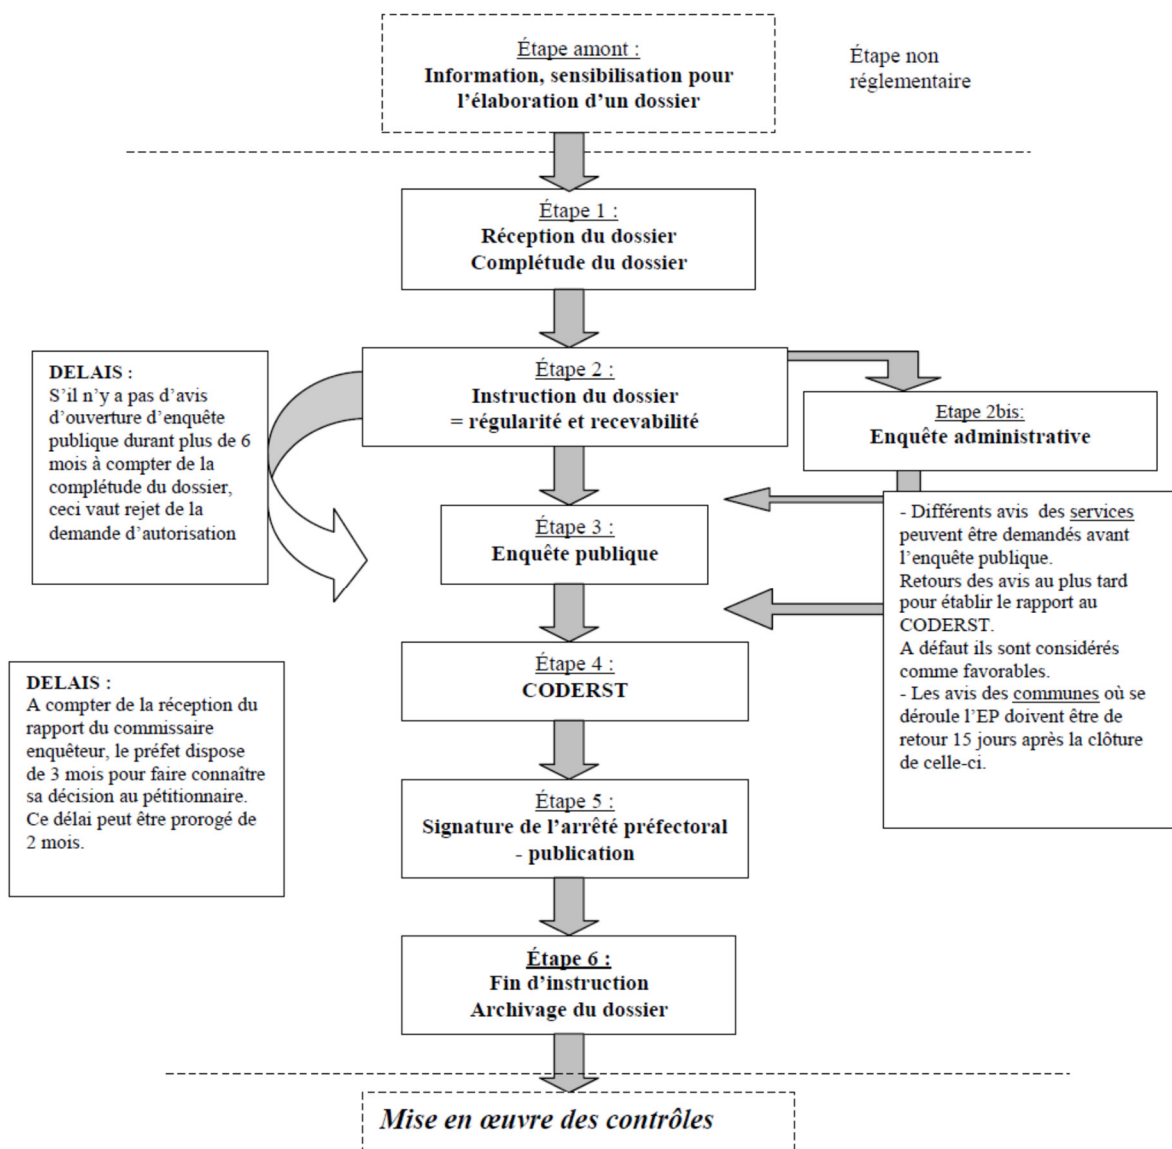 Étape amont :
Information, sensibilisation pour
l'élaboration d'un dossier
Étape non
réglementaire
Étape 1 :
Réception du dossier
Complétude du dossier
DELAIS :
S'il n'y a pas d'avis
d'ouverture d'enquête
publique durant plus de 6
mois à compter de la
complétude du dossier,
ceci vaut rejet de la
demande d'autorisation
Étape 2 :
Instruction du dossier
= régularité et recevabilité
Etape 2bis:
Enquête administrative
- Différents avis des services
peuvent être demandés avant
l'enquête publique.
Retours des avis au plus tard
pour établir le rapport au
CODERST.
A défaut ils sont considérés
comme favorables.
- Les avis des communes où se
déroule l'EP doivent être de
retour 15 jours après la clôture
de celle-ci.
Étape 3 :
Enquête publique
Étape 4 :
CODERST
DELAIS :
A compter de la réception du
rapport du commissaire
enquêteur, le préfet dispose
de 3 mois pour faire connaître
sa décision au pétitionnaire.
Ce délai peut être prorogé de
2 mois.
Étape 5 :
Signature de l'arrêté préfectoral
- publication
Étape 6 :
Fin d'instruction
Archivage du dossier
Mise en œuvre des contrôles